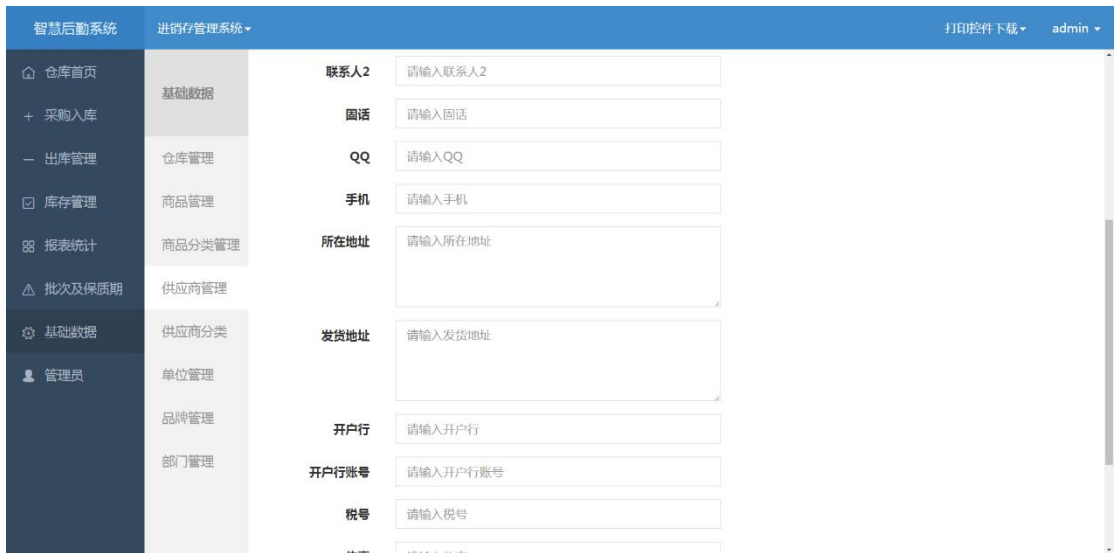 智慧后勤系统
进销存管理系统
打印控件下载
admin
仓库首页
采购入库
出库管理
库存管理
报表统计
批次及保质期
基础数据
管理员
基础数据
仓库管理
商品管理
商品分类管理
供应商管理
供应商分类
单位管理
品牌管理
部门管理
联系人2 请输入联系人2
固话 请输入固话
QQ 请输入QQ
手机 请输入手机
所在地址 请输入所在地址
发货地址 请输入发货地址
开户行 请输入开户行
开户行账号 请输入开户行账号
税号 请输入税号